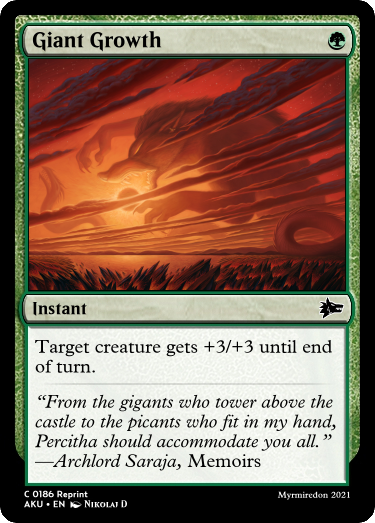 Giant Growth
Instant
Target creature gets +3/+3 until end
of turn.
“From the gigants who tower above the
castle to the picants who fit in my hand,
Percitha should accommodate you all.”
—Archlord Saraja, Memoirs
C 0186 Reprint
AKU • EN Nikolaj D
Myrmiredon 2021